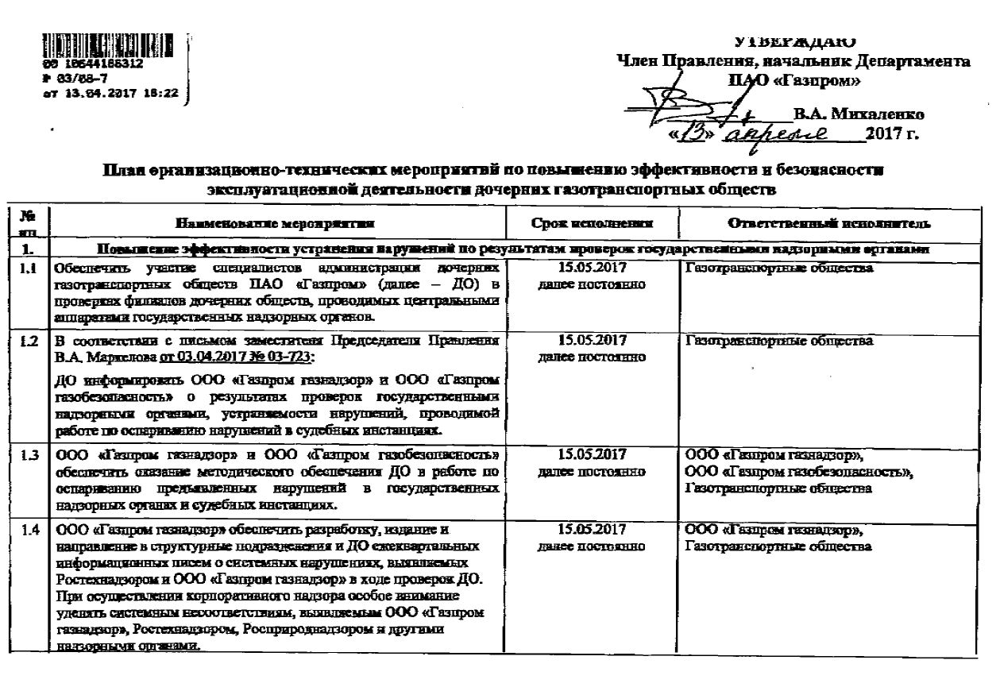 00 10644166312
№ 03/08-7
от 13.04.2017 16:22
УТВЕРЖДАЮ
Член Правления, начальник Департамента
ПАО «Газпром»
В.А. Михаленко
«13» апреля 2017 г.
План организационно-технических мероприятий по повышению эффективности и безопасности
эксплуатационной деятельности дочерних газотранспортных обществ
№
пп
Наименование мероприятия
Срок исполнения
Ответственный исполнитель
1.
Повышение эффективности устранения нарушений по результатам проверок государственными надзорными органами
1.1
Обеспечить участие специалистов администрации дочерних
газотранспортных обществ ПАО «Газпром» (далее – ДО) в
проверках филиалов дочерних обществ, проводимых центральными
аппаратами государственных надзорных органов.
15.05.2017
далее постоянно
Газотранспортные общества
1.2
В соответствии с письмом заместителя Председателя Правления
В.А. Маркелова от 03.04.2017 № 03-723:
ДО информировать ООО «Газпром газнадзор» и ООО «Газпром
газобезопасность» о результатах проверок государственными
надзорными органами, устраняемости нарушений, проводимой
работе по оспариванию нарушений в судебных инстанциях.
15.05.2017
далее постоянно
Газотранспортные общества
1.3
ООО «Газпром газнадзор» и ООО «Газпром газобезопасность»
обеспечить оказание методического обеспечения ДО в работе по
оспариванию предъявленных нарушений в государственных
надзорных органах и судебных инстанциях.
15.05.2017
далее постоянно
ООО «Газпром газнадзор»,
ООО «Газпром газобезопасность»,
Газотранспортные общества
1.4
ООО «Газпром газнадзор» обеспечить разработку, издание и
направление в структурные подразделения и ДО ежеквартальных
информационных писем о системных нарушениях, выявляемых
Ростехнадзором и ООО «Газпром газнадзор» в ходе проверок ДО.
При осуществлении корпоративного надзора особое внимание
уделять системным несоответствиям, выявляемым ООО «Газпром
газнадзор», Ростехнадзором, Росприроднадзором и другими
надзорными органами.
15.05.2017
далее постоянно
ООО «Газпром газнадзор»,
Газотранспортные общества